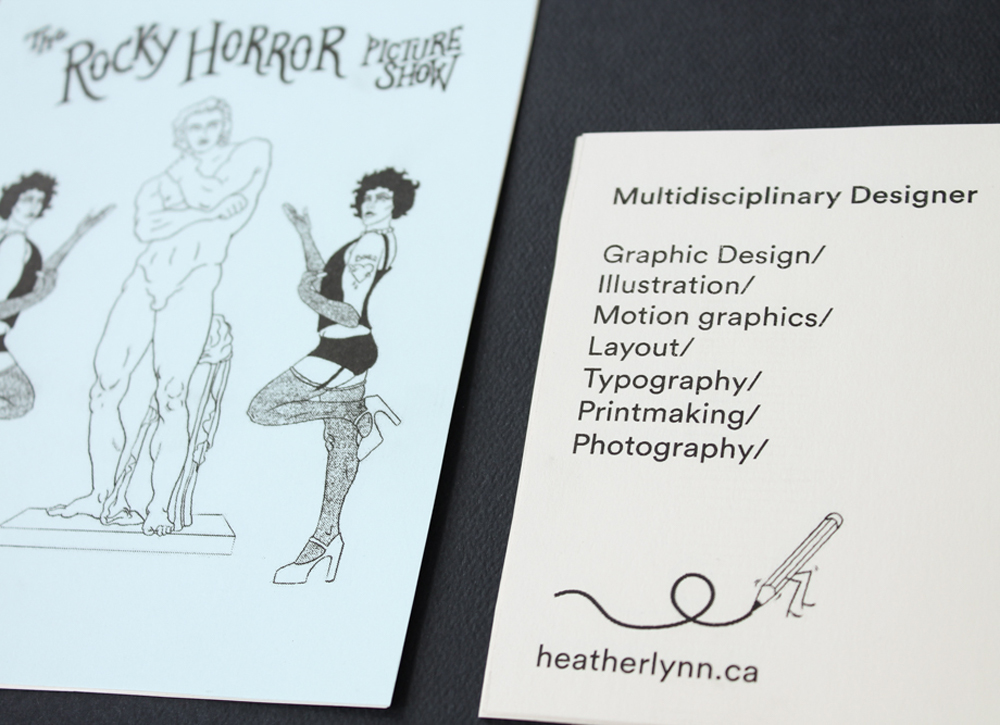 The ROCKY HORROR PICTURE SHOW
Multidisciplinary Designer
Graphic Design/
Illustration/
Motion graphics/
Layout/
Typography/
Printmaking/
Photography/
heatherlynn.ca